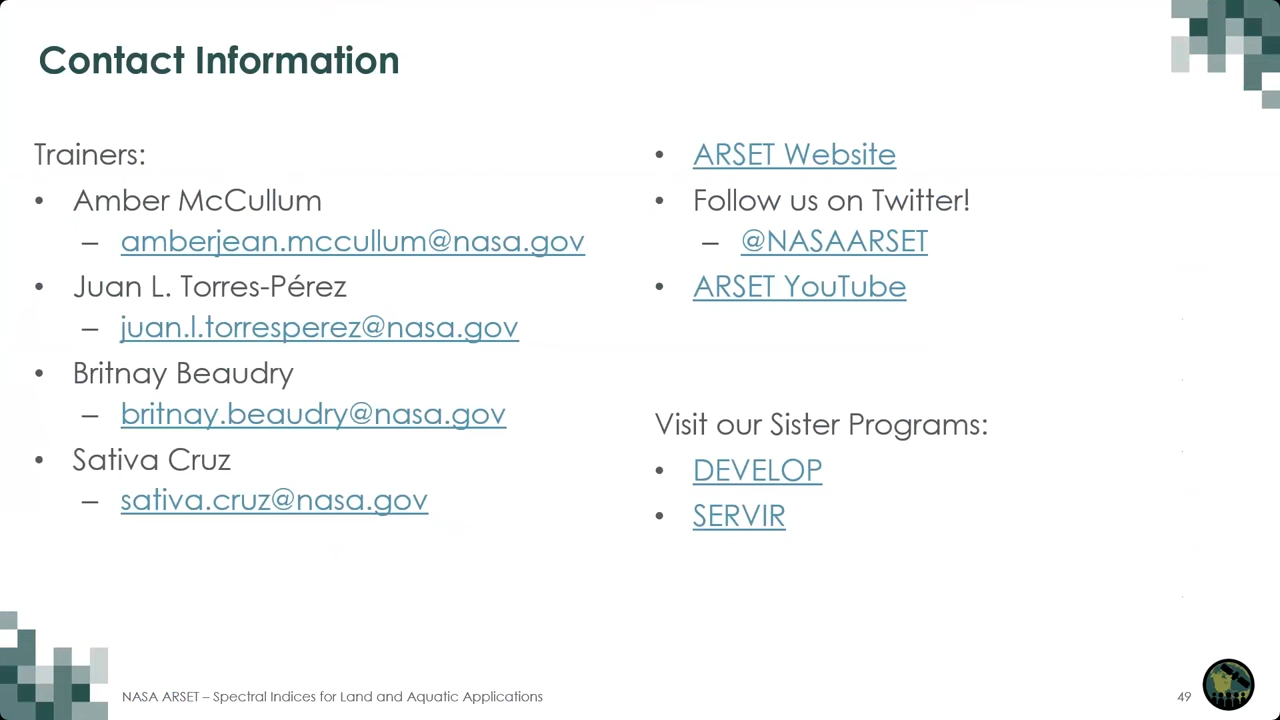 Contact Information
Trainers:
• Amber McCullum
– amberjean.mccullum@nasa.gov
• Juan L. Torres-Pérez
– juan.l.torresperez@nasa.gov
• Britnay Beaudry
– britnay.beaudry@nasa.gov
• Sativa Cruz
– sativa.cruz@nasa.gov
• ARSET Website
• Follow us on Twitter!
– @NASAARSET
• ARSET YouTube
Visit our Sister Programs:
• DEVELOP
• SERVIR
NASA ARSET – Spectral Indices for Land and Aquatic Applications
49